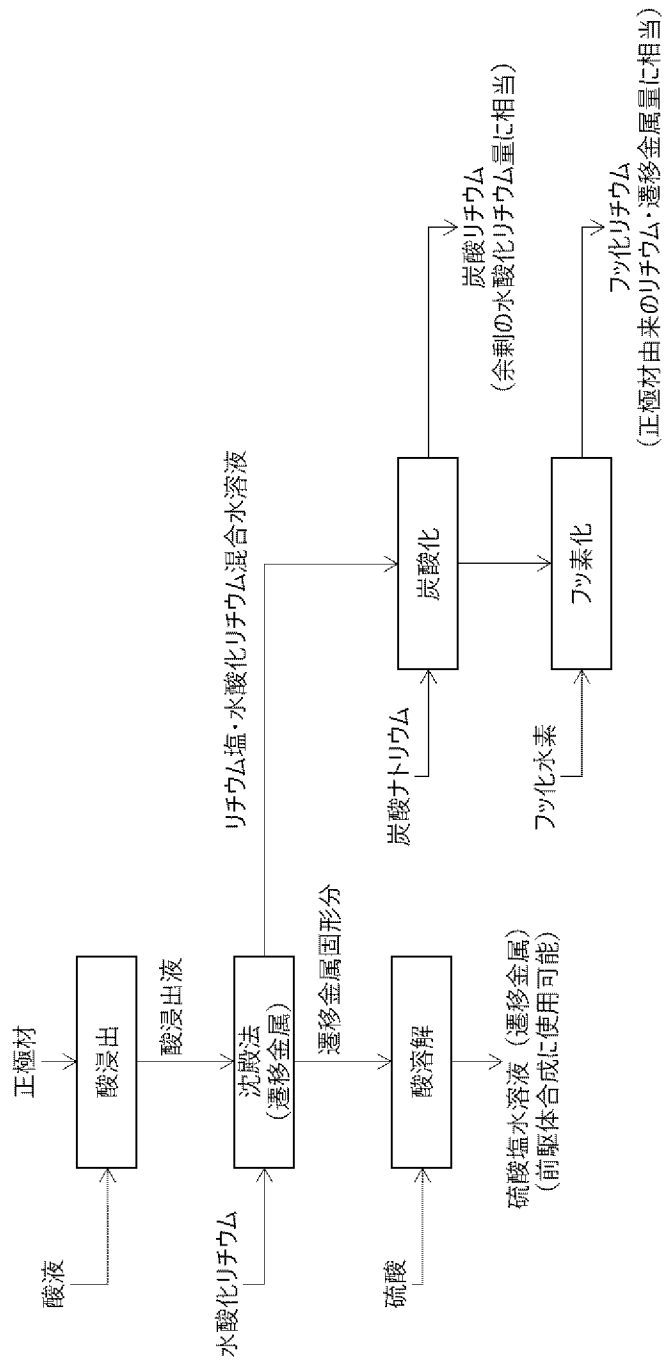 正極材
酸液
酸浸出
酸浸出液
水酸化リチウム
沈殿法
(遷移金属)
リチウム塩・水酸化リチウム混合水溶液
遷移金属固形分
硫酸
酸溶解
硫酸塩水溶液(遷移金属)
(前駆体合成に使用可能)
炭酸ナトリウム
炭酸化
炭酸リチウム
(余剰の水酸化リチウム量に相当)
フッ化水素
フッ素化
フッ化リチウム
(正極材由来のリチウム・遷移金属量に相当)